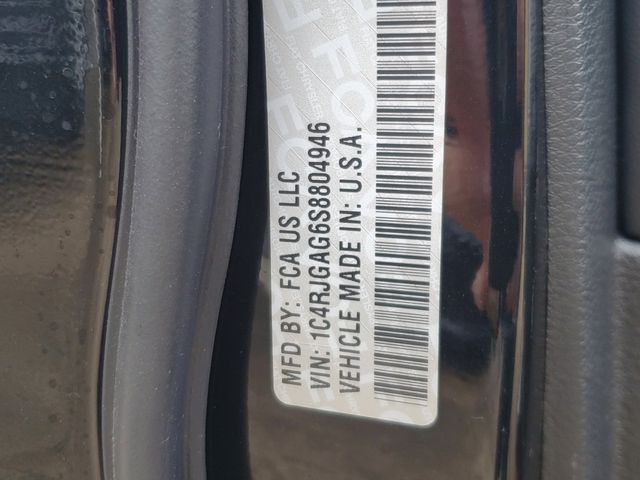 MFD BY: FCA US LLC
VIN: 1C4RJGAG6S8804946
VEHICLE MADE IN: U.S.A.